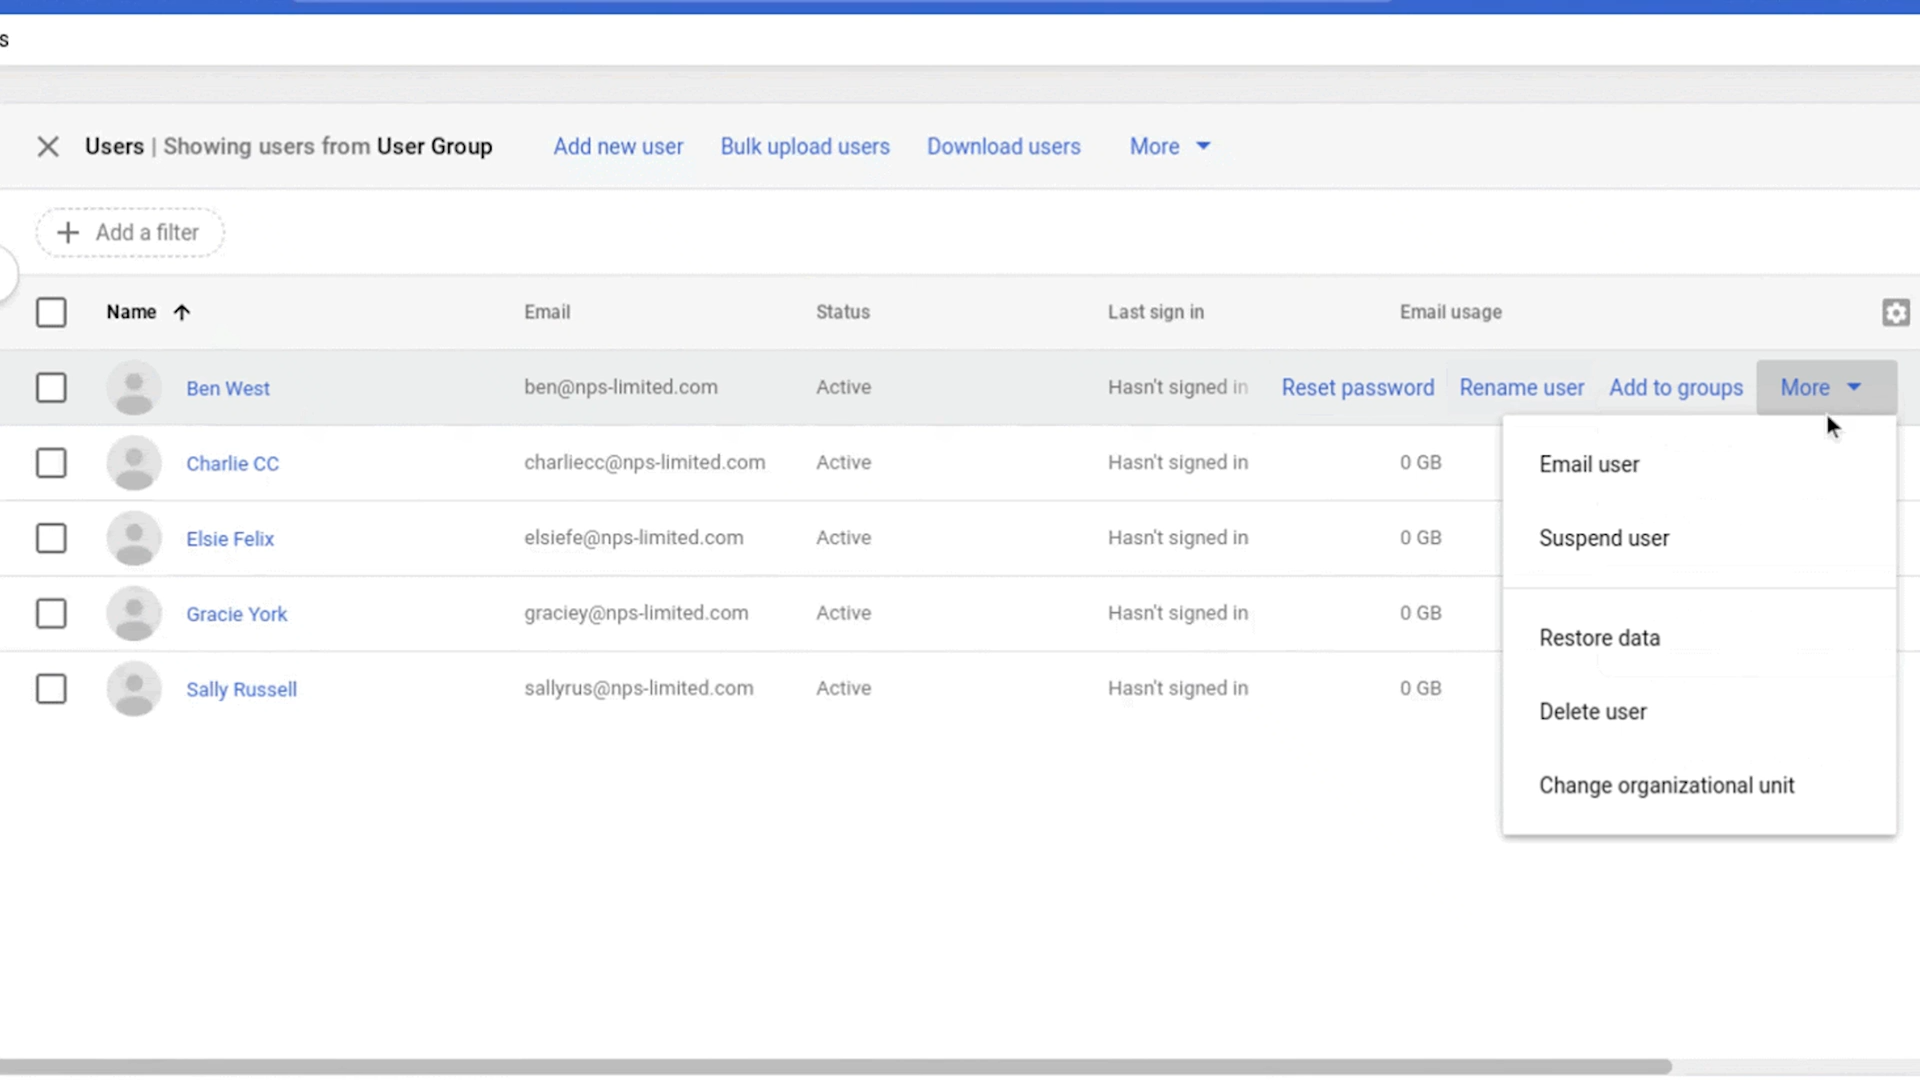 s
Users | Showing users from User Group Add new user Bulk upload users Download users More
Add a filter
Name Email Status Last sign in Email usage
Ben West ben@nps-limited.com Active Hasn't signed in Reset password Rename user Add to groups More
Charlie CC charliecc@nps-limited.com Active Hasn't signed in 0 GB
Elsie Felix elsiefe@nps-limited.com Active Hasn't signed in 0 GB
Gracie York graciey@nps-limited.com Active Hasn't signed in 0 GB
Sally Russell sallyrus@nps-limited.com Active Hasn't signed in 0 GB
Email user
Suspend user
Restore data
Delete user
Change organizational unit